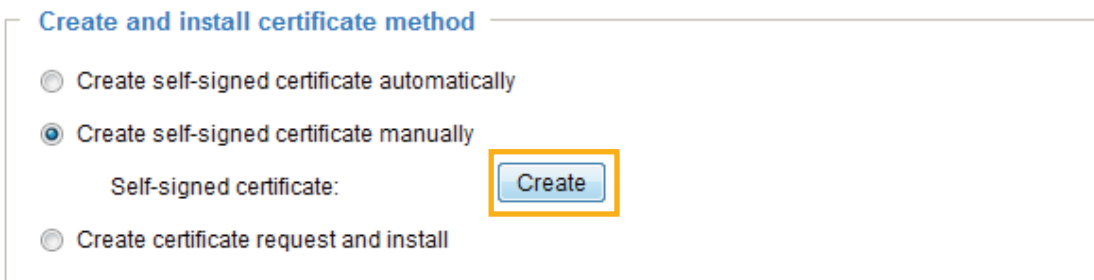 Create and install certificate method
Create self-signed certificate automatically
Create self-signed certificate manually
Self-signed certificate: Create
Create certificate request and install